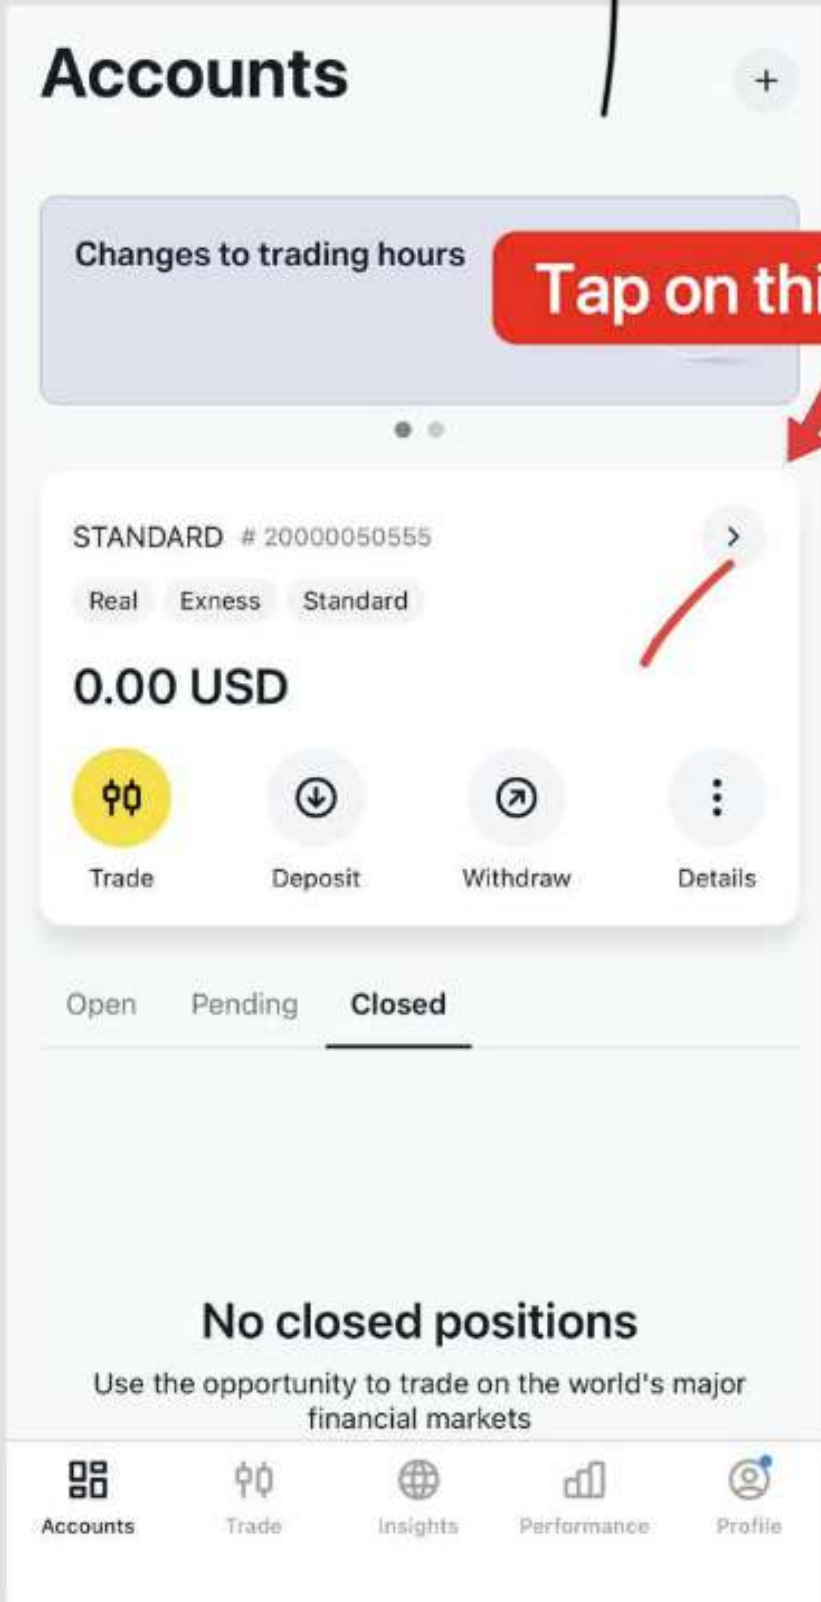 Accounts
Changes to trading hours
Tap on thi
STANDARD # 20000050555
Real Exness Standard
0.00 USD
Trade Deposit Withdraw Details
Open Pending Closed
No closed positions
Use the opportunity to trade on the world's major
financial markets
Accounts Trade Insights Performance Profile